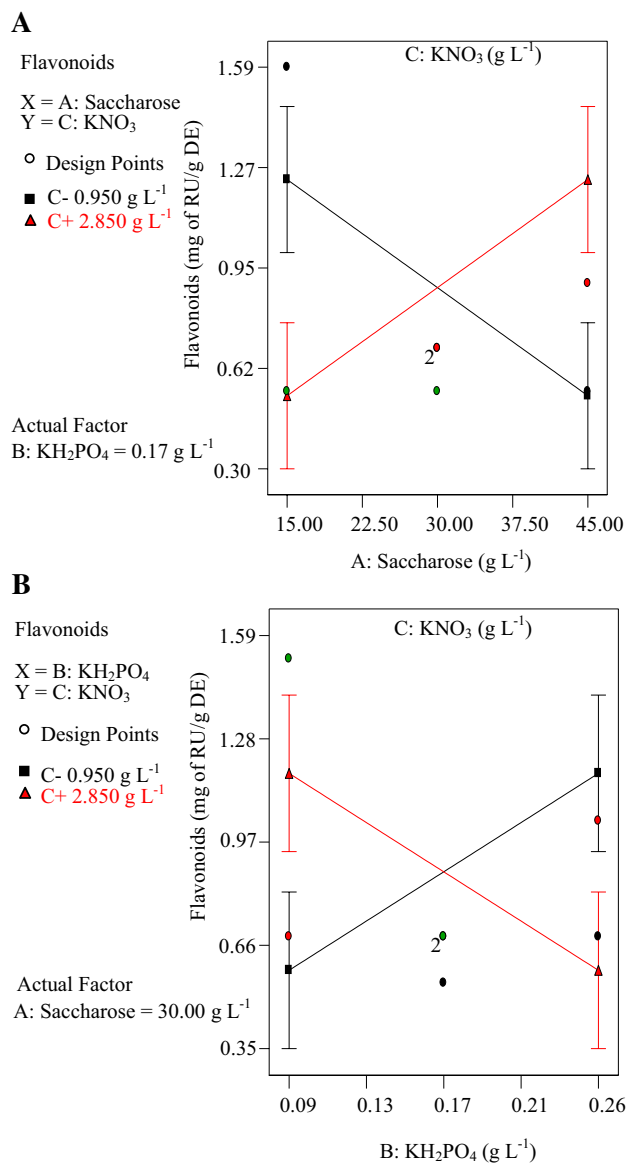 A
Flavonoids
X = A: Saccharose
Y = C: KNO₃
Design Points
C- 0.950 g L⁻¹
C+ 2.850 g L⁻¹
Actual Factor
B: KH₂PO₄ = 0.17 g L⁻¹
C: KNO₃ (g L⁻¹)
Flavonoids (mg of RU/g DE)
1.59
1.27
0.95
0.62
0.30
2
15.00 22.50 30.00 37.50 45.00
A: Saccharose (g L⁻¹)
B
Flavonoids
X = B: KH₂PO₄
Y = C: KNO₃
Design Points
C- 0.950 g L⁻¹
C+ 2.850 g L⁻¹
Actual Factor
A: Saccharose = 30.00 g L⁻¹
C: KNO₃ (g L⁻¹)
Flavonoids (mg of RU/g DE)
1.59
1.28
0.97
0.66
0.35
2
0.09 0.13 0.17 0.21 0.26
B: KH₂PO₄ (g L⁻¹)